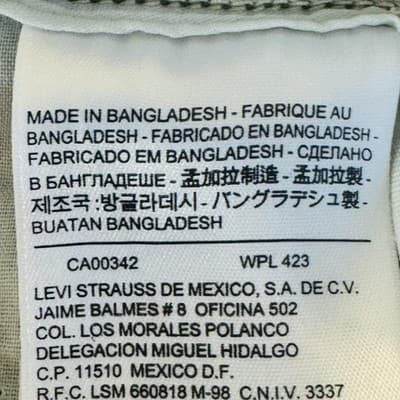 MADE IN BANGLADESH - FABRIQUE AU
BANGLADESH - FABRICADO EN BANGLADESH -
FABRICADO EM BANGLADESH - СДЕЛАНО
В БАНГЛАДЕШЕ - 孟加拉制造 - 孟加拉製 -
제조국 :방글라데시 - バングラデシュ製 -
BUATAN BANGLADESH
CA00342 WPL 423
LEVI STRAUSS DE MEXICO, S.A. DE C.V.
JAIME BALMES # 8 OFICINA 502
COL. LOS MORALES POLANCO
DELEGACION MIGUEL HIDALGO
C.P. 11510 MEXICO D.F.
R.F.C. LSM 660818 M-98 C.N.I.V. 3337